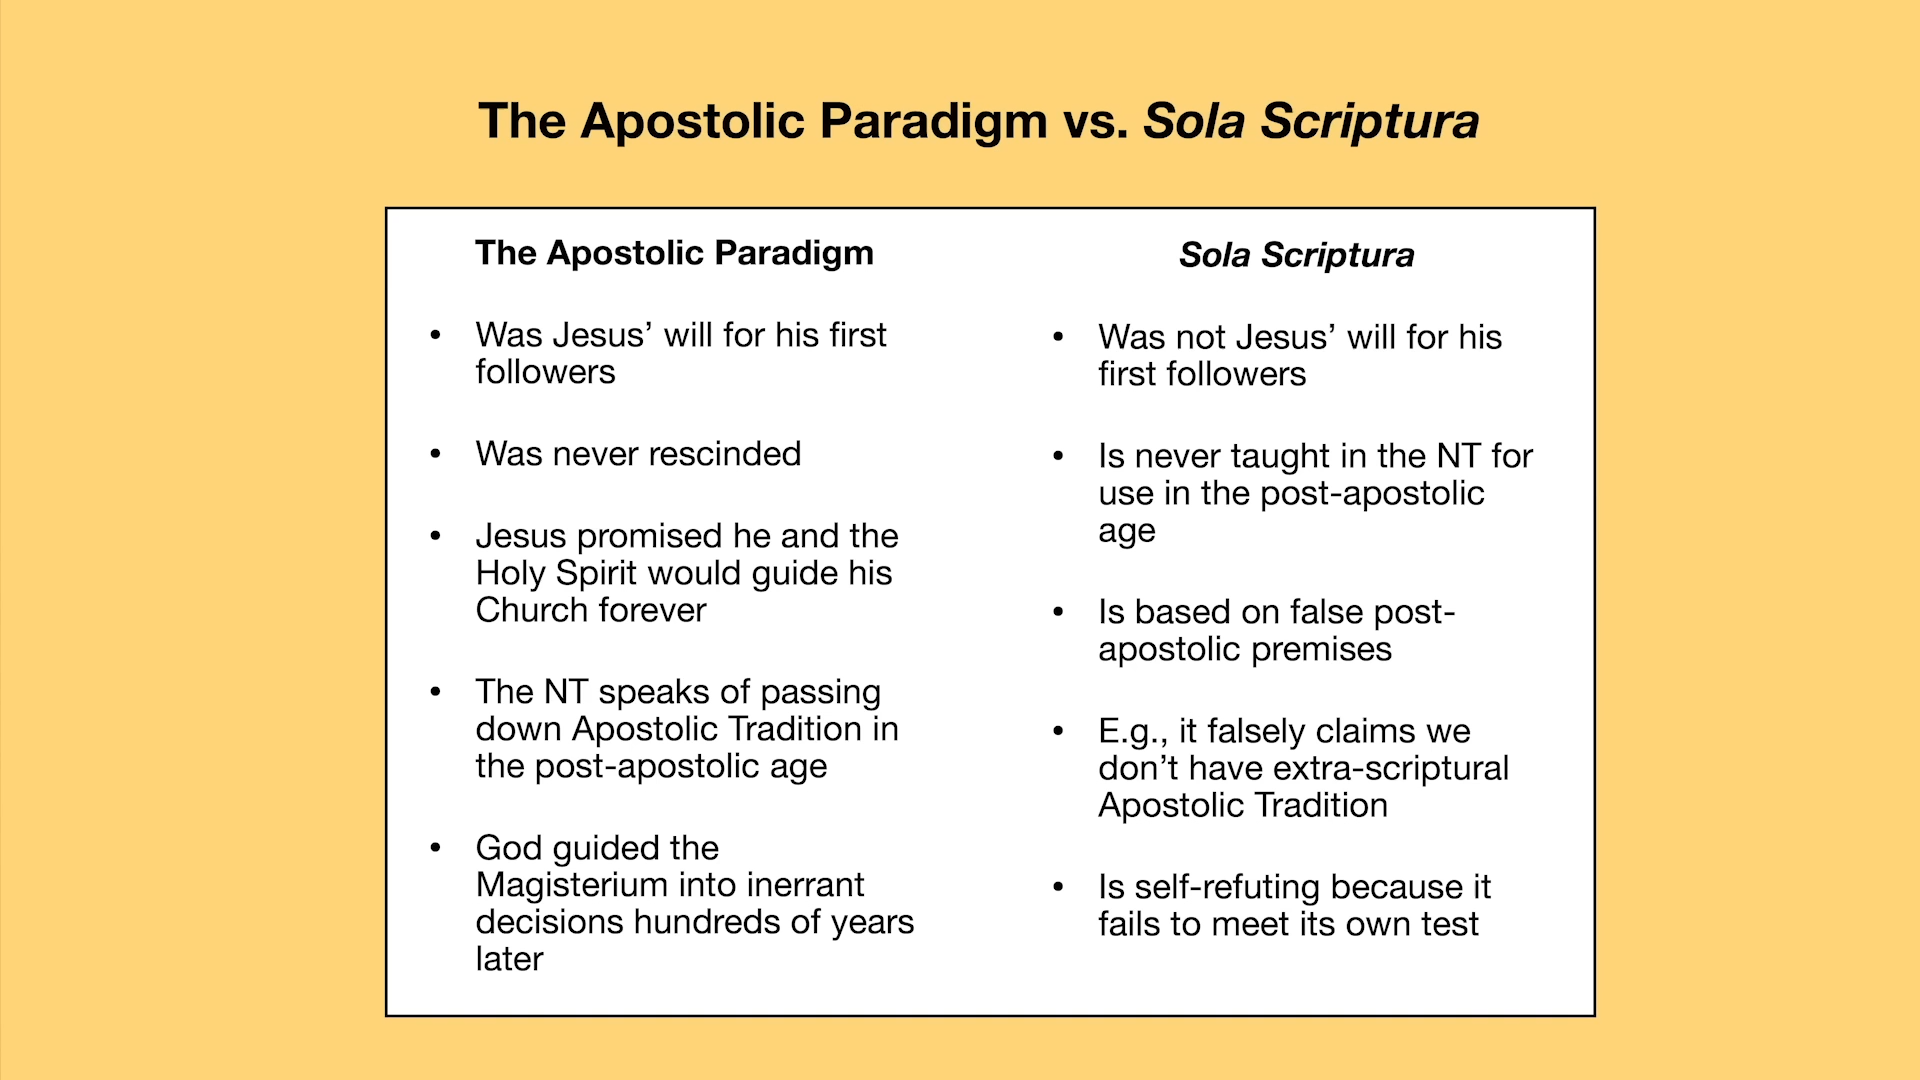 The Apostolic Paradigm vs. Sola Scriptura
The Apostolic Paradigm
• Was Jesus’ will for his first
followers
• Was never rescinded
• Jesus promised he and the
Holy Spirit would guide his
Church forever
• The NT speaks of passing
down Apostolic Tradition in
the post-apostolic age
• God guided the
Magisterium into inerrant
decisions hundreds of years
later
Sola Scriptura
• Was not Jesus’ will for his
first followers
• Is never taught in the NT for
use in the post-apostolic
age
• Is based on false post-
apostolic premises
• E.g., it falsely claims we
don’t have extra-scriptural
Apostolic Tradition
• Is self-refuting because it
fails to meet its own test